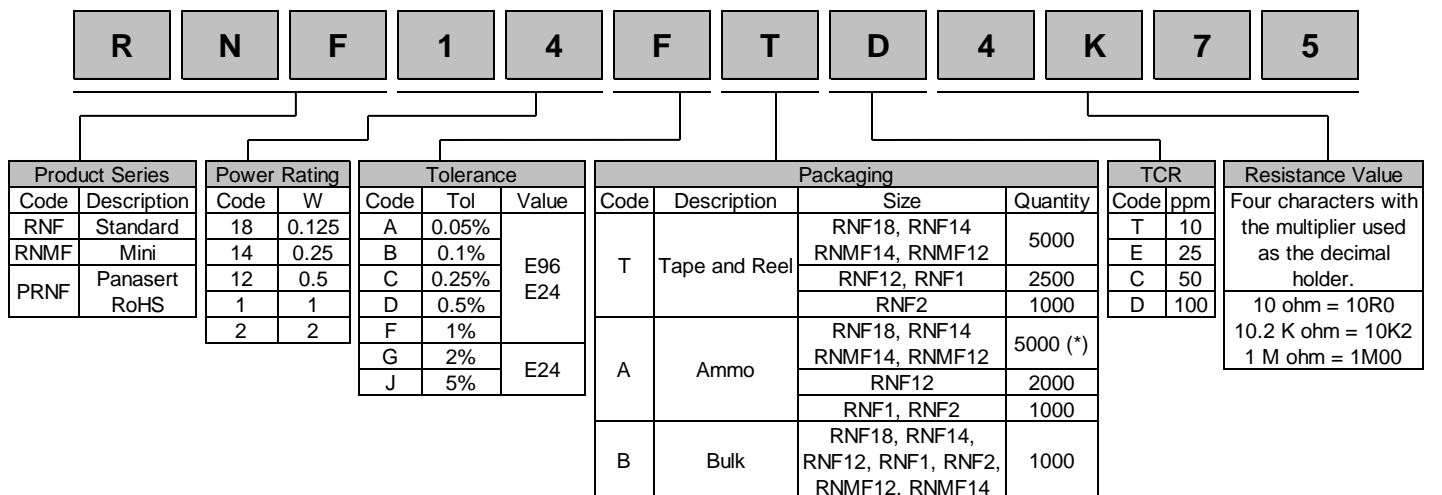 R N F 1 4 F T D 4 K 7 5
Product Series
Code Description
RNF Standard
RNMF Mini
PRNF Panasert
RoHS
Power Rating
Code W
18 0.125
14 0.25
12 0.5
1 1
2 2
Tolerance
Code Tol Value
A 0.05%
B 0.1%
C 0.25%
D 0.5%
F 1%
E96
E24
G 2%
J 5%
E24
Packaging
Code Description Size Quantity
T Tape and Reel
RNF18, RNF14
RNMF14, RNMF12
5000
RNF12, RNF1 2500
RNF2 1000
A Ammo
RNF18, RNF14
RNMF14, RNMF12
5000 (*)
RNF12 2000
RNF1, RNF2 1000
B Bulk
RNF18, RNF14,
RNF12, RNF1, RNF2,
RNMF12, RNMF14
1000
TCR
Code ppm
T 10
E 25
C 50
D 100
Resistance Value
Four characters with
the multiplier used
as the decimal
holder.
10 ohm = 10R0
10.2 K ohm = 10K2
1 M ohm = 1M00